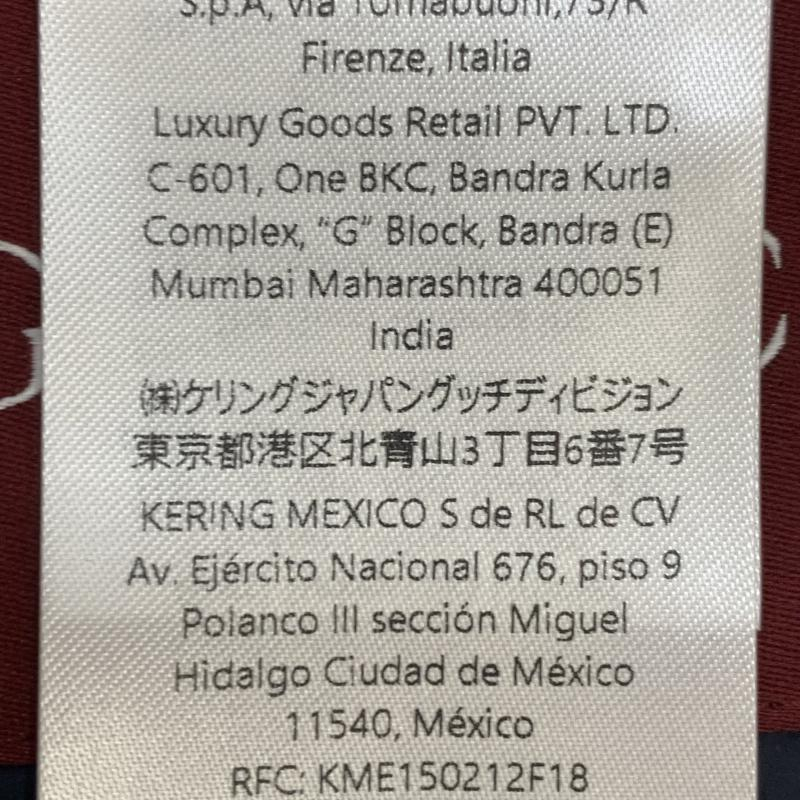 S.p.A, via Tornabuoni,73/R
Firenze, Italia
Luxury Goods Retail PVT. LTD.
C-601, One BKC, Bandra Kurla
Complex, “G” Block, Bandra (E)
Mumbai Maharashtra 400051
India
㈱ケリングジャパングッチディビジョン
東京都港区北青山3丁目6番7号
KERING MEXICO S de RL de CV
Av. Ejército Nacional 676, piso 9
Polanco III sección Miguel
Hidalgo Ciudad de México
11540, México
RFC: KME150212F18